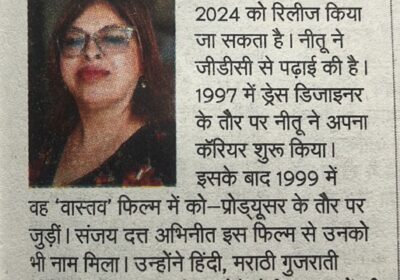 2024 को रिलीज किया
जा सकता है। नीतू ने
जीडीसी से पढ़ाई की है।
1997 में ड्रेस डिजाइनर
के तौर पर नीतू ने अपना
कॅरियर शुरू किया।
इसके बाद 1999 में
वह 'वास्तव' फिल्म में को–प्रोड्यूसर के तौर पर
जुड़ीं। संजय दत्त अभिनीत इस फिल्म से उनको
भी नाम मिला। उन्होंने हिंदी, मराठी गुजराती